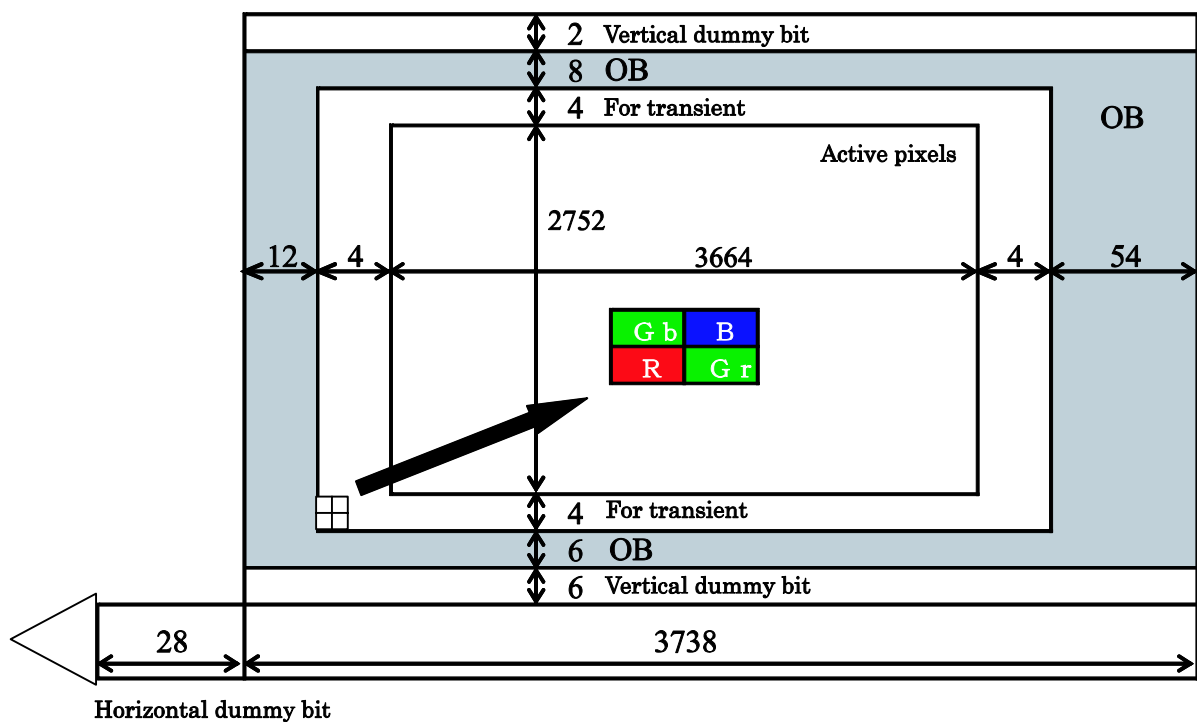 2 Vertical dummy bit
8 OB
4 For transient
OB
Active pixels
2752
12 4 3664 4 54
G b B
R G r
4 For transient
6 OB
6 Vertical dummy bit
28 3738
Horizontal dummy bit